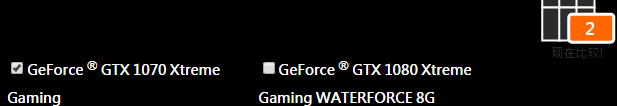 2
现在比较!
GeForce ® GTX 1070 Xtreme
Gaming
GeForce ® GTX 1080 Xtreme
Gaming WATERFORCE 8G